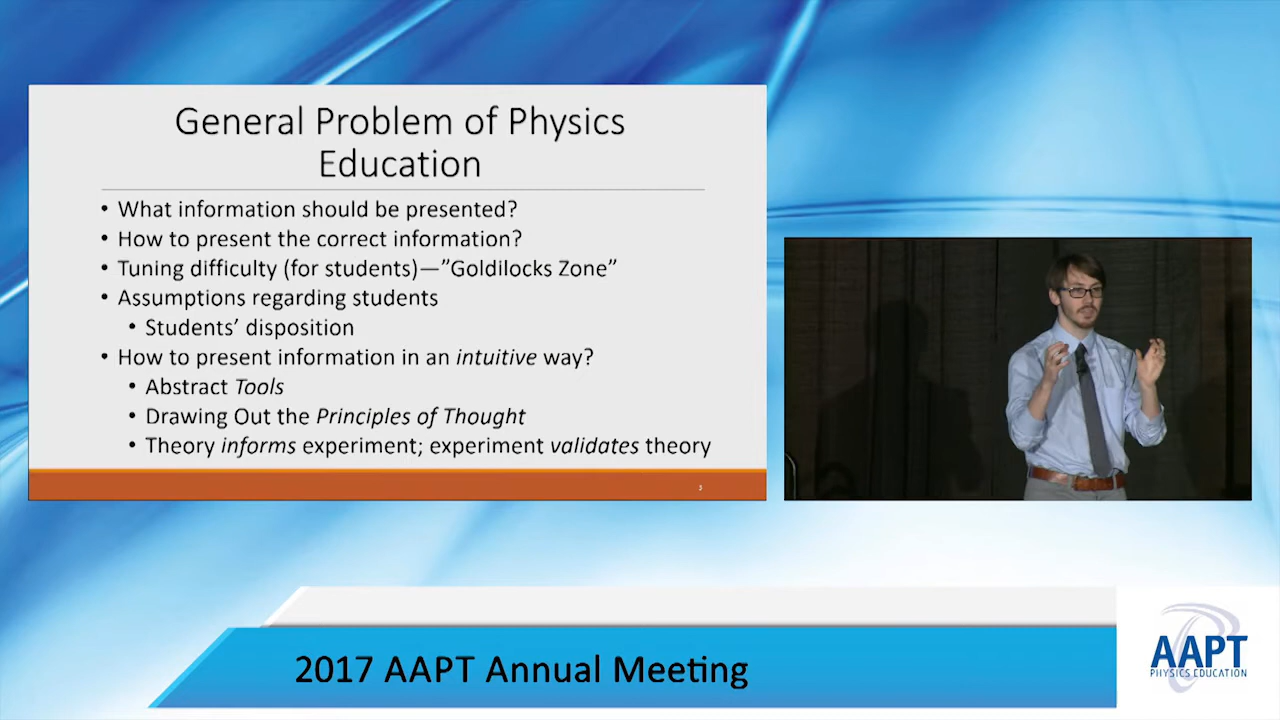 General Problem of Physics
Education
• What information should be presented?
• How to present the correct information?
• Tuning difficulty (for students)—”Goldilocks Zone”
• Assumptions regarding students
• Students’ disposition
• How to present information in an intuitive way?
• Abstract Tools
• Drawing Out the Principles of Thought
• Theory informs experiment; experiment validates theory
3
2017 AAPT Annual Meeting
AAPT
PHYSICS EDUCATION